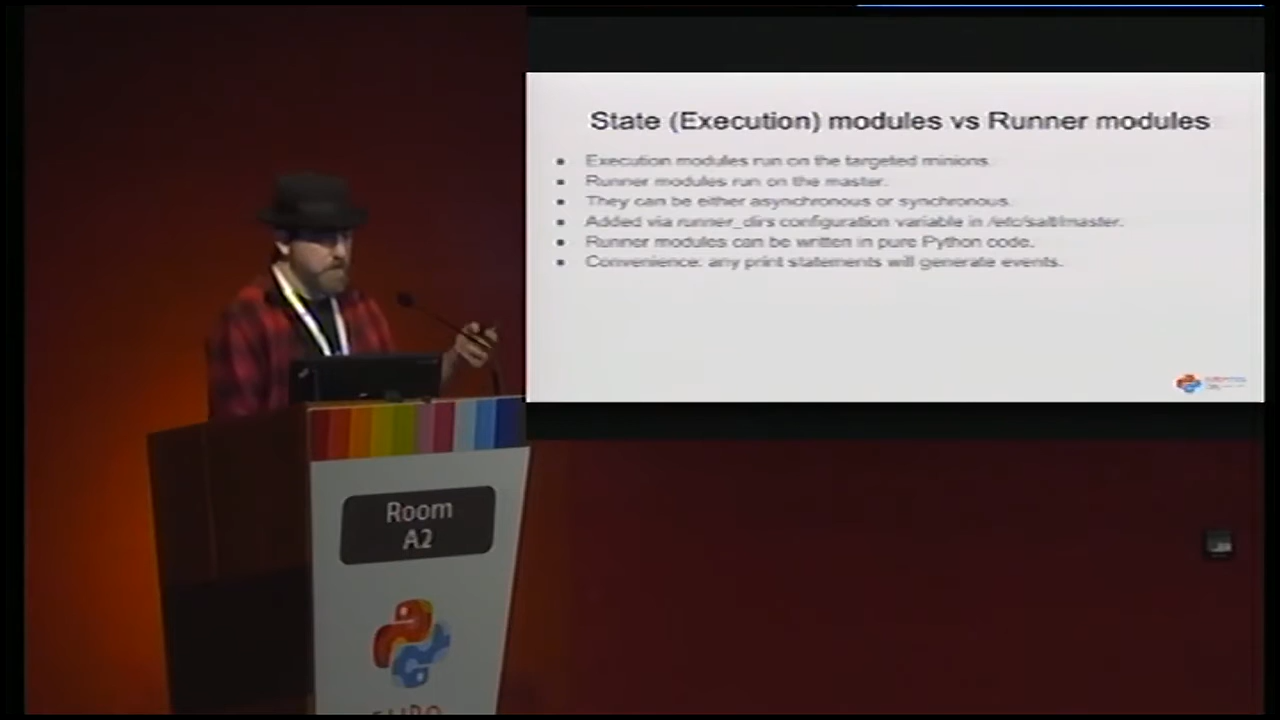 State (Execution) modules vs Runner modules
Execution modules run on the targeted minions.
Runner modules run on the master.
They can be either asynchronous or synchronous.
Added via runner_dirs configuration variable in /etc/salt/master.
Runner modules can be written in pure Python code.
Convenience: any print statements will generate events.
Room
A2
EURO